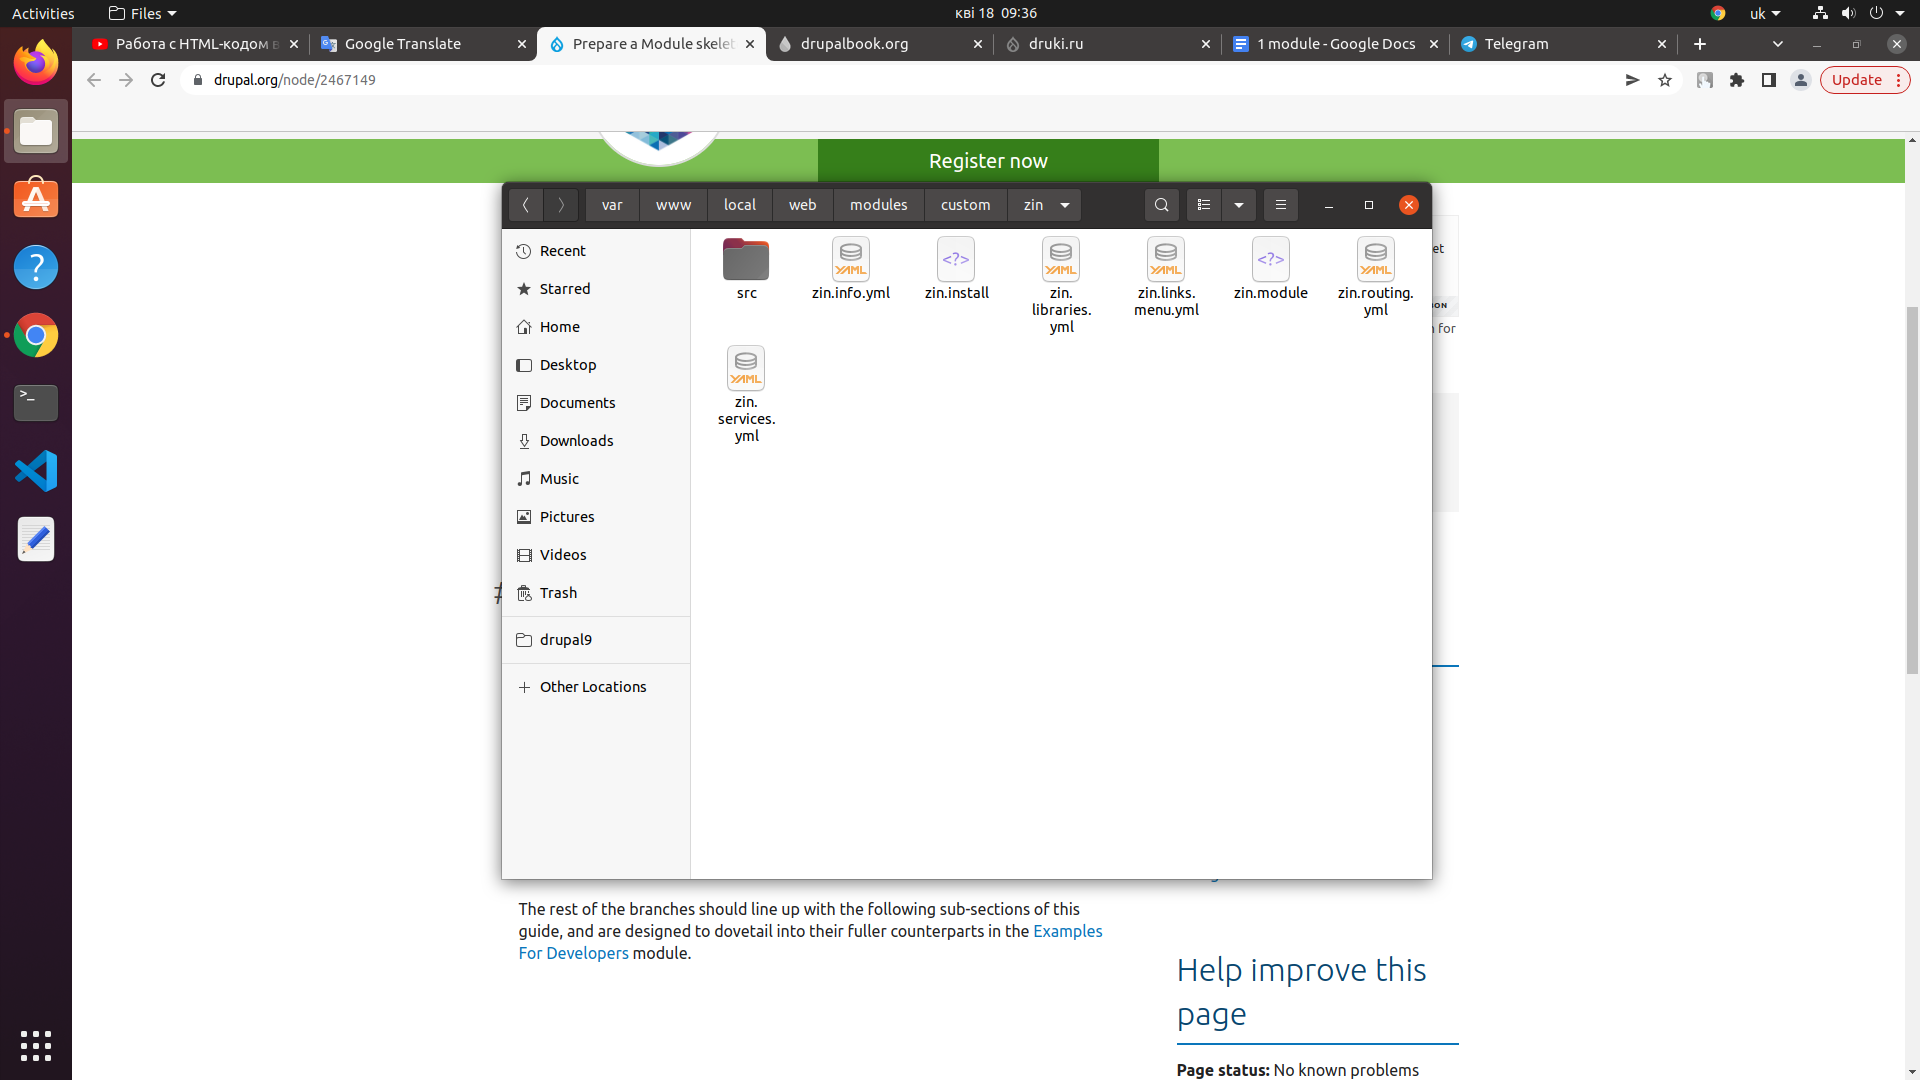 Activities
Files
кві 18 09:36
uk
Работа с HTML-кодом в
Google Translate
Prepare a Module skelet
drupalbook.org
druki.ru
1 module - Google Docs
Telegram
drupal.org/node/2467149
Update
Register now
var
www
local
web
modules
custom
zin
Recent
Starred
Home
Desktop
Documents
Downloads
Music
Pictures
Videos
Trash
drupal9
Other Locations
src
zin.info.yml
zin.install
zin.
libraries.
yml
zin.links.
menu.yml
zin.module
zin.routing.
yml
zin.
services.
yml
for
#
The rest of the branches should line up with the following sub-sections of this
guide, and are designed to dovetail into their fuller counterparts in the Examples
For Developers module.
Help improve this
page
Page status: No known problems